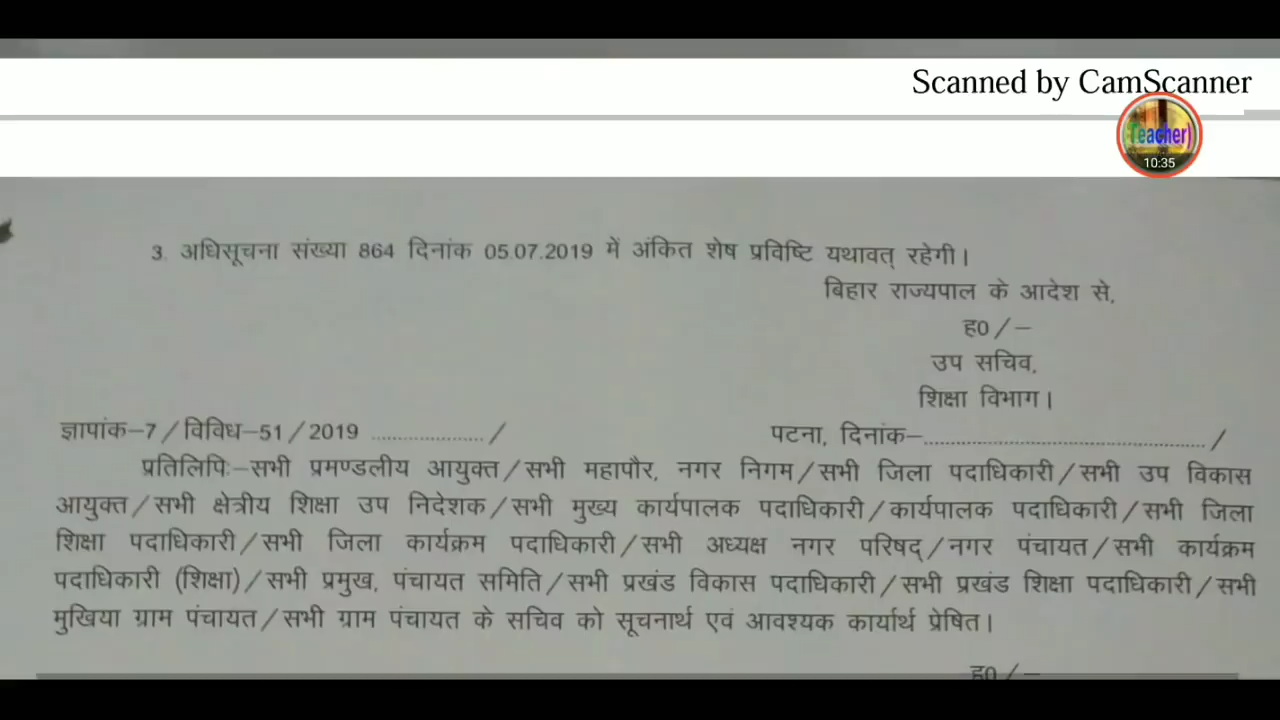 Scanned by CamScanner
Teacher
10:35
3. अधिसूचना संख्या 864 दिनांक 05.07.2019 में अंकित शेष प्रविष्टि यथावत् रहेगी।
बिहार राज्यपाल के आदेश से,
ह0/-
उप सचिव,
शिक्षा विभाग।
ज्ञापांक-7/विविध-51/2019 ..................../ पटना, दिनांक-................................................../
प्रतिलिपिः-सभी प्रमण्डलीय आयुक्त/सभी महापौर, नगर निगम/सभी जिला पदाधिकारी/सभी उप विकास
आयुक्त/सभी क्षेत्रीय शिक्षा उप निदेशक/सभी मुख्य कार्यपालक पदाधिकारी/कार्यपालक पदाधिकारी/सभी जिला
शिक्षा पदाधिकारी/सभी जिला कार्यक्रम पदाधिकारी/सभी अध्यक्ष नगर परिषद्/नगर पंचायत/सभी कार्यक्रम
पदाधिकारी (शिक्षा)/सभी प्रमुख, पंचायत समिति/सभी प्रखंड विकास पदाधिकारी/सभी प्रखंड शिक्षा पदाधिकारी/सभी
मुखिया ग्राम पंचायत/सभी ग्राम पंचायत के सचिव को सूचनार्थ एवं आवश्यक कार्यार्थ प्रेषित।
ह0/-